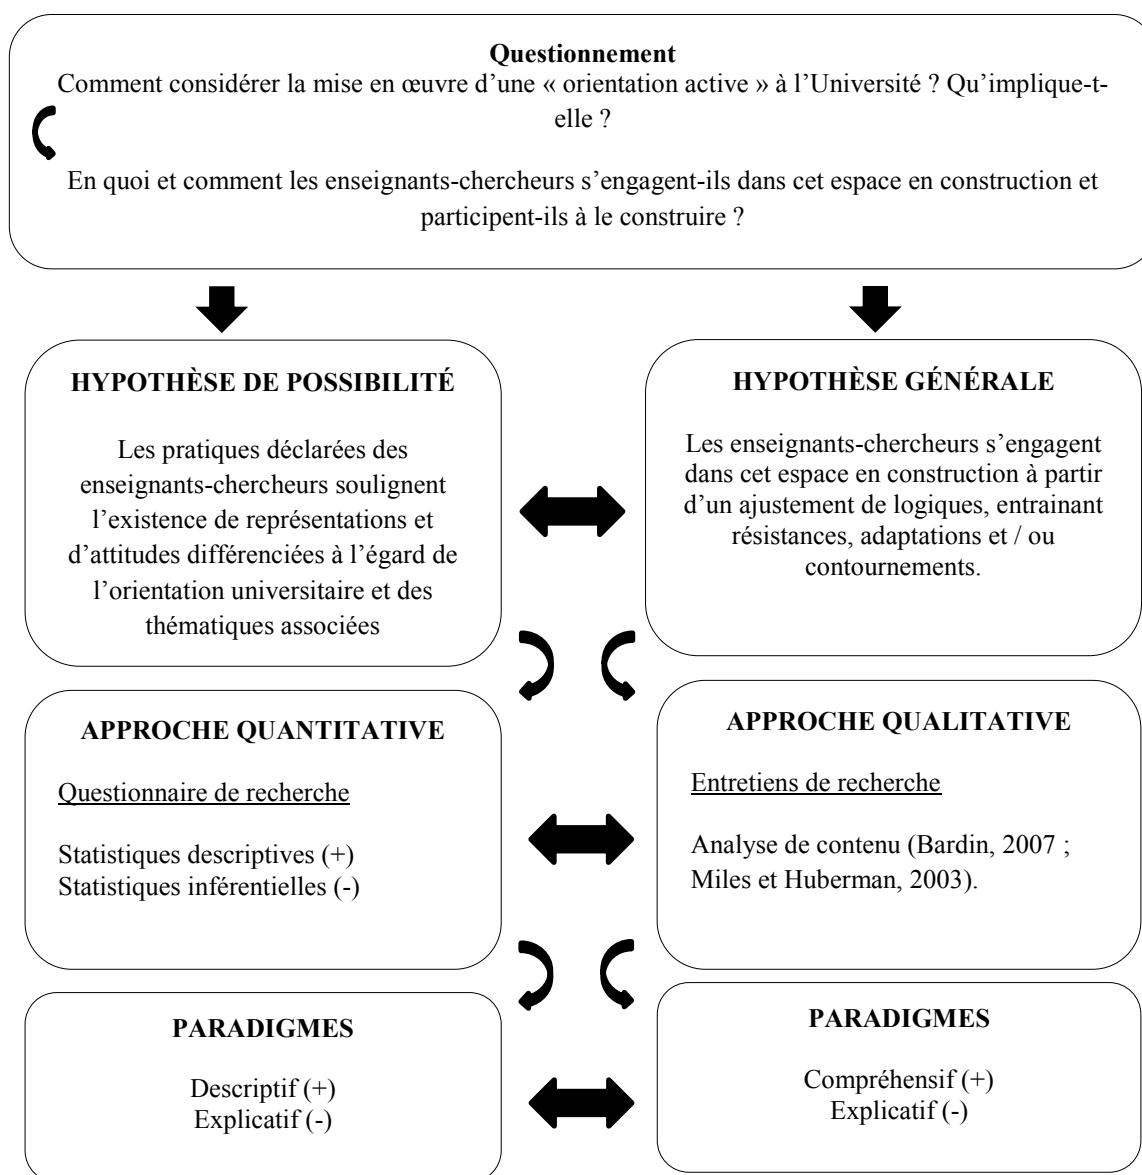 Questionnement
Comment considérer la mise en œuvre d’une « orientation active » à l’Université ? Qu’implique-t-
elle ?
En quoi et comment les enseignants-chercheurs s’engagent-ils dans cet espace en construction et
participent-ils à le construire ?
HYPOTHÈSE DE POSSIBILITÉ
Les pratiques déclarées des
enseignants-chercheurs soulignent
l’existence de représentations et
d’attitudes différenciées à l’égard de
l’orientation universitaire et des
thématiques associées
HYPOTHÈSE GÉNÉRALE
Les enseignants-chercheurs s’engagent
dans cet espace en construction à partir
d’un ajustement de logiques, entrainant
résistances, adaptations et / ou
contournements.
APPROCHE QUANTITATIVE
Questionnaire de recherche
Statistiques descriptives (+)
Statistiques inférentielles (-)
APPROCHE QUALITATIVE
Entretiens de recherche
Analyse de contenu (Bardin, 2007 ;
Miles et Huberman, 2003).
PARADIGMES
Descriptif (+)
Explicatif (-)
PARADIGMES
Compréhensif (+)
Explicatif (-)